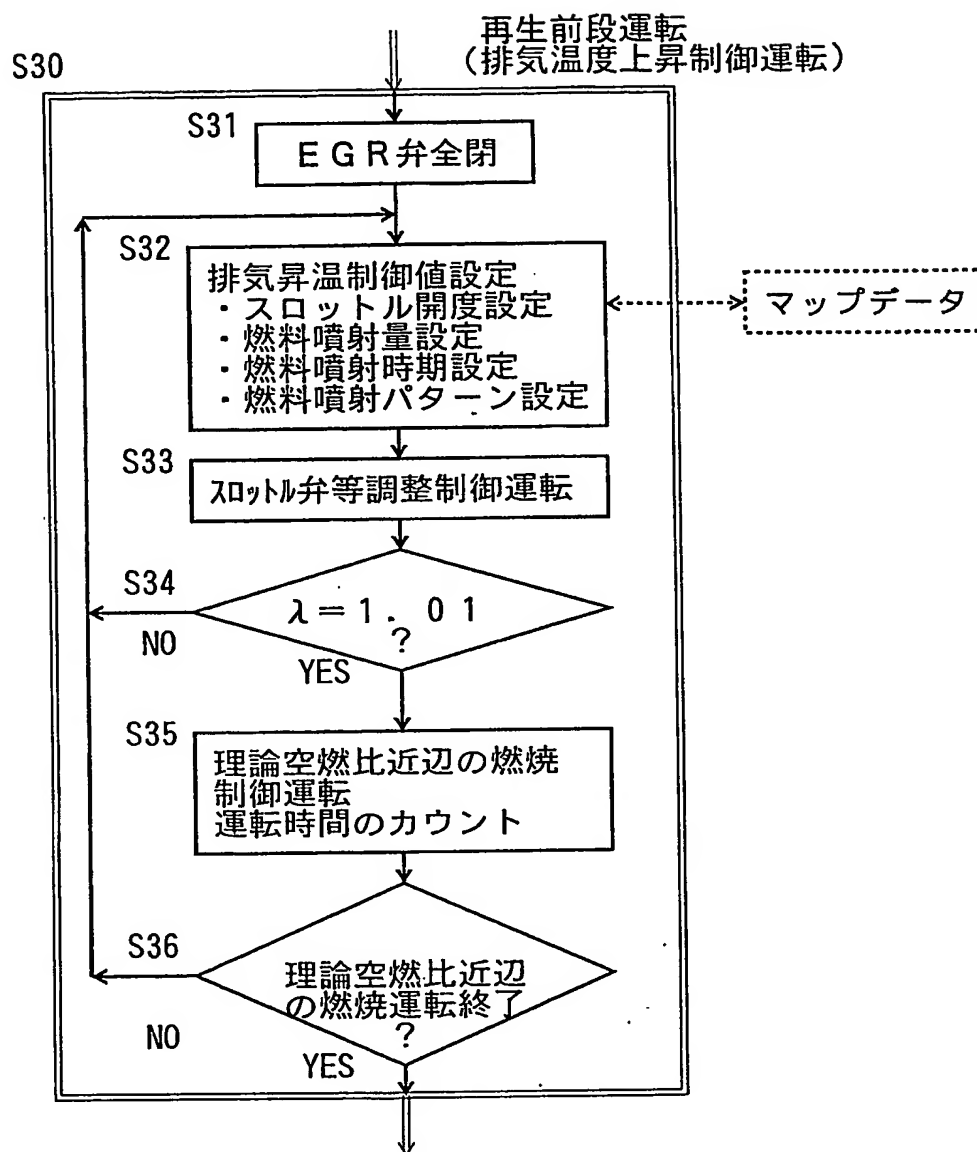 再生前段運転
(排気温度上昇制御運転)
S30
S31
EGR弁全閉
S32
排気昇温制御値設定
・スロットル開度設定
・燃料噴射量設定
・燃料噴射時期設定
・燃料噴射パターン設定
マップデータ
S33
スロットル弁等調整制御運転
S34
λ=1.01
?
NO
YES
S35
理論空燃比近辺の燃焼
制御運転
運転時間のカウント
S36
理論空燃比近辺
の燃焼運転終了
?
NO
YES